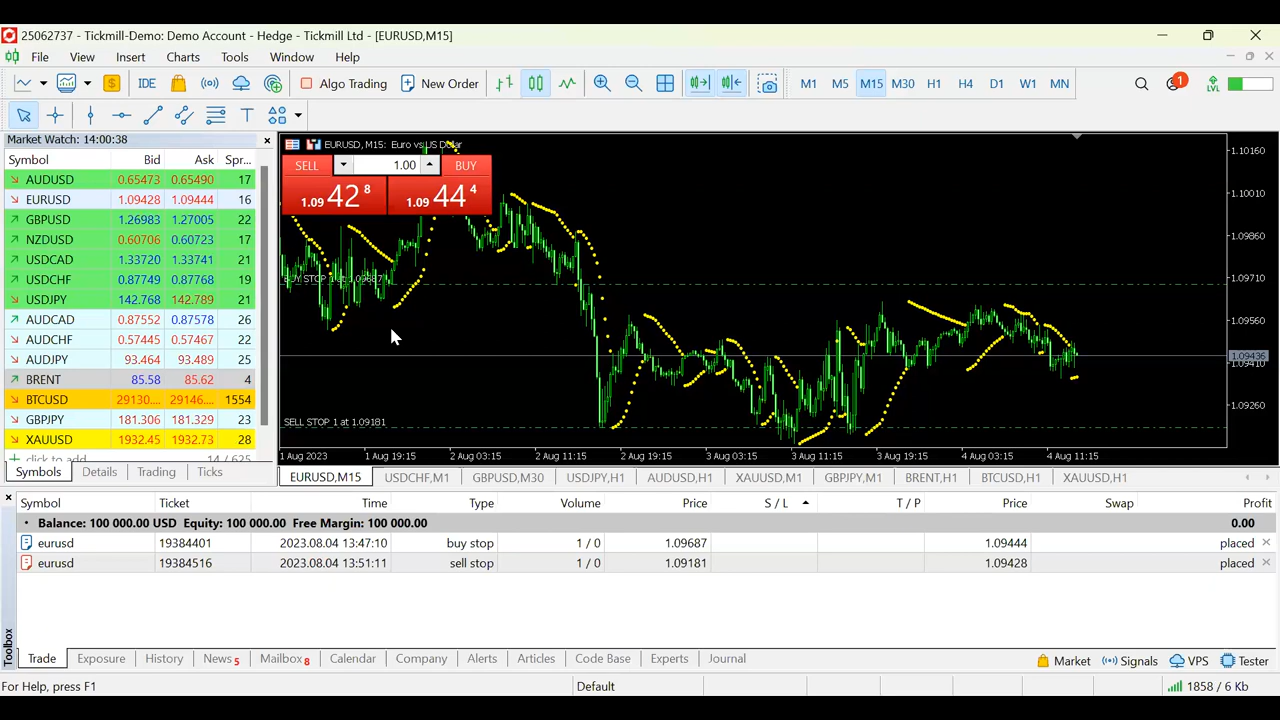 25062737 - Tickmill-Demo: Demo Account - Hedge - Tickmill Ltd - [EURUSD,M15]
File View Insert Charts Tools Window Help
IDE Algo Trading New Order M1 M5 M15 M30 H1 H4 D1 W1 MN 1 LVL
T
Market Watch: 14:00:38
Symbol Bid Ask Spr...
AUDUSD 0.65473 0.65490 17
EURUSD 1.09428 1.09444 16
GBPUSD 1.26983 1.27005 22
NZDUSD 0.60706 0.60723 17
USDCAD 1.33720 1.33741 21
USDCHF 0.87749 0.87768 19
USDJPY 142.768 142.789 21
AUDCAD 0.87552 0.87578 26
AUDCHF 0.57445 0.57467 22
AUDJPY 93.464 93.489 25
BRENT 85.58 85.62 4
BTCUSD 29130.... 29146.... 1554
GBPJPY 181.306 181.329 23
XAUUSD 1932.45 1932.73 28
click to add 14 / 625
Symbols Details Trading Ticks
EURUSD, M15: Euro vs US Dollar
SELL 1.00 BUY
1.09 42 8 1.09 44 4
BUY STOP 1 at 1.09687
SELL STOP 1 at 1.09181
1.10160
1.10010
1.09860
1.09710
1.09560
1.09436
1.09410
1.09260
1 Aug 2023 1 Aug 19:15 2 Aug 03:15 2 Aug 11:15 2 Aug 19:15 3 Aug 03:15 3 Aug 11:15 3 Aug 19:15 4 Aug 03:15 4 Aug 11:15
EURUSD,M15 USDCHF,M1 GBPUSD,M30 USDJPY,H1 AUDUSD,H1 XAUUSD,M1 GBPJPY,M1 BRENT,H1 BTCUSD,H1 XAUUSD,H1
Symbol Ticket Time Type Volume Price S / L T / P Price Swap Profit
Balance: 100 000.00 USD Equity: 100 000.00 Free Margin: 100 000.00 0.00
eurusd 19384401 2023.08.04 13:47:10 buy stop 1 / 0 1.09687 1.09444 placed
eurusd 19384516 2023.08.04 13:51:11 sell stop 1 / 0 1.09181 1.09428 placed
Toolbox
Trade Exposure History News 5 Mailbox 8 Calendar Company Alerts Articles Code Base Experts Journal Market Signals VPS Tester
For Help, press F1 Default 1858 / 6 Kb